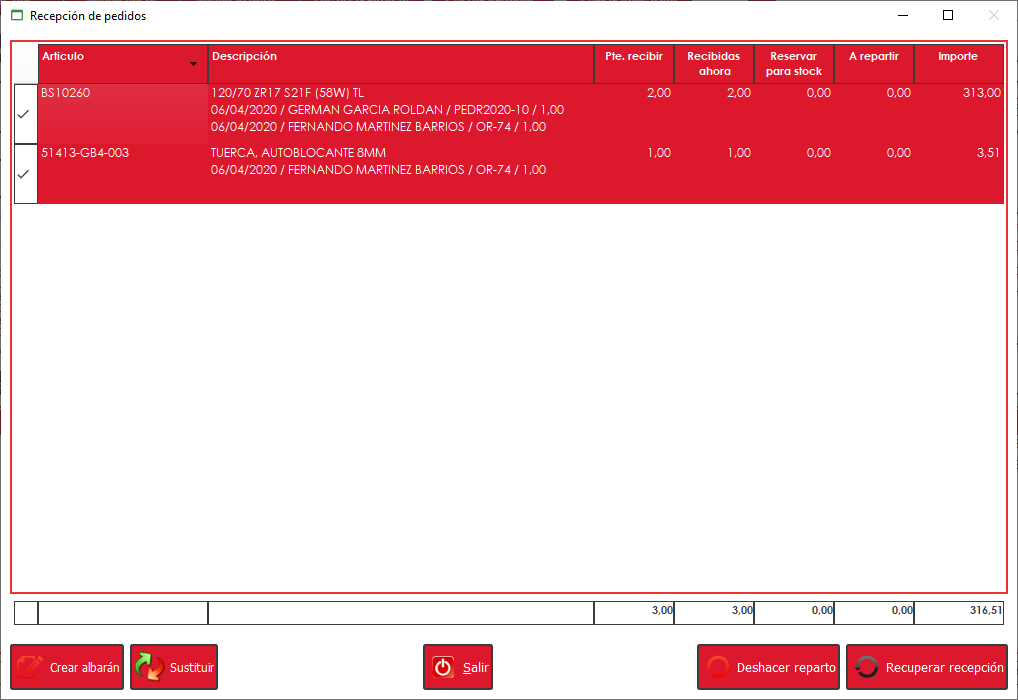 Recepción de pedidos
Articulo Descripción Pte. recibir Recibidas ahora Reservar para stock A repartir Importe
BS10260 120/70 ZR17 S21F (58W) TL 2,00 2,00 0,00 0,00 313,00
06/04/2020 / GERMAN GARCIA ROLDAN / PEDR2020-10 / 1,00
06/04/2020 / FERNANDO MARTINEZ BARRIOS / OR-74 / 1,00
51413-GB4-003 TUERCA, AUTOBLOCANTE 8MM 1,00 1,00 0,00 0,00 3,51
06/04/2020 / FERNANDO MARTINEZ BARRIOS / OR-74 / 1,00
3,00 3,00 0,00 0,00 316,51
Crear albarán Sustituir Salir Deshacer reparto Recuperar recepción